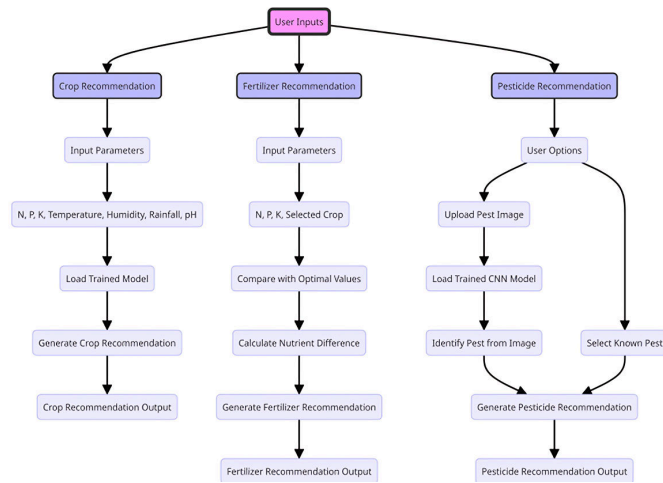 User Inputs
Crop Recommendation
Fertilizer Recommendation
Pesticide Recommendation
Input Parameters
Input Parameters
User Options
N, P, K, Temperature, Humidity, Rainfall, pH
N, P, K, Selected Crop
Upload Pest Image
Load Trained Model
Compare with Optimal Values
Load Trained CNN Model
Generate Crop Recommendation
Calculate Nutrient Difference
Identify Pest from Image
Select Known Pest
Crop Recommendation Output
Generate Fertilizer Recommendation
Generate Pesticide Recommendation
Fertilizer Recommendation Output
Pesticide Recommendation Output